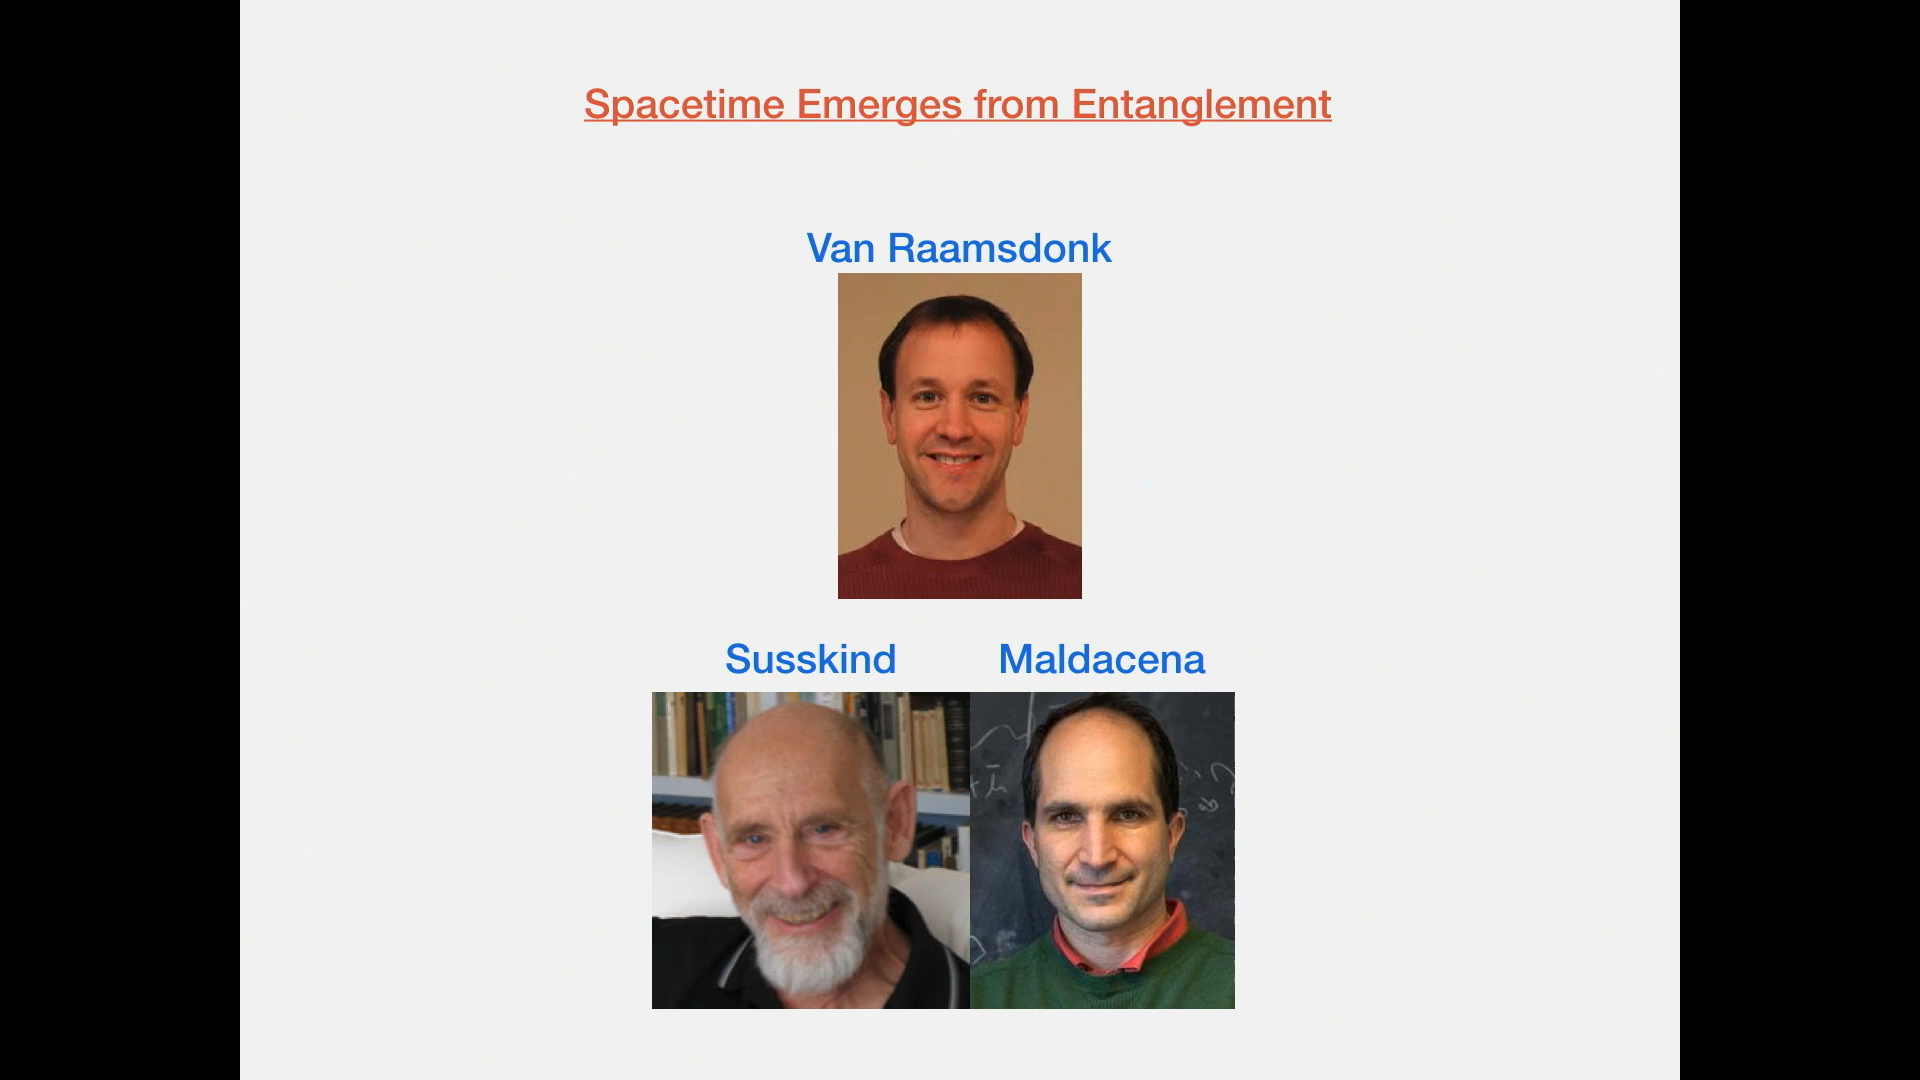 Spacetime Emerges from Entanglement
Van Raamsdonk
Susskind Maldacena